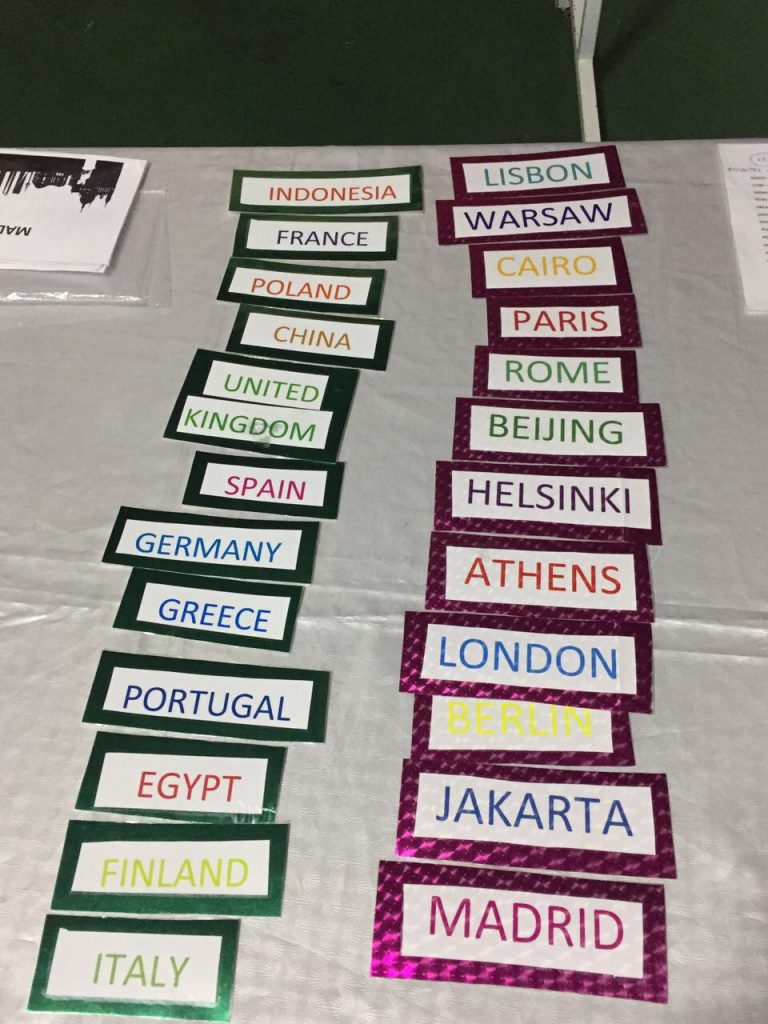 INDONESIA
FRANCE
POLAND
CHINA
UNITED
KINGDOM
SPAIN
GERMANY
GREECE
PORTUGAL
EGYPT
FINLAND
ITALY
LISBON
WARSAW
CAIRO
PARIS
ROME
BEIJING
HELSINKI
ATHENS
LONDON
BERLIN
JAKARTA
MADRID
MAD